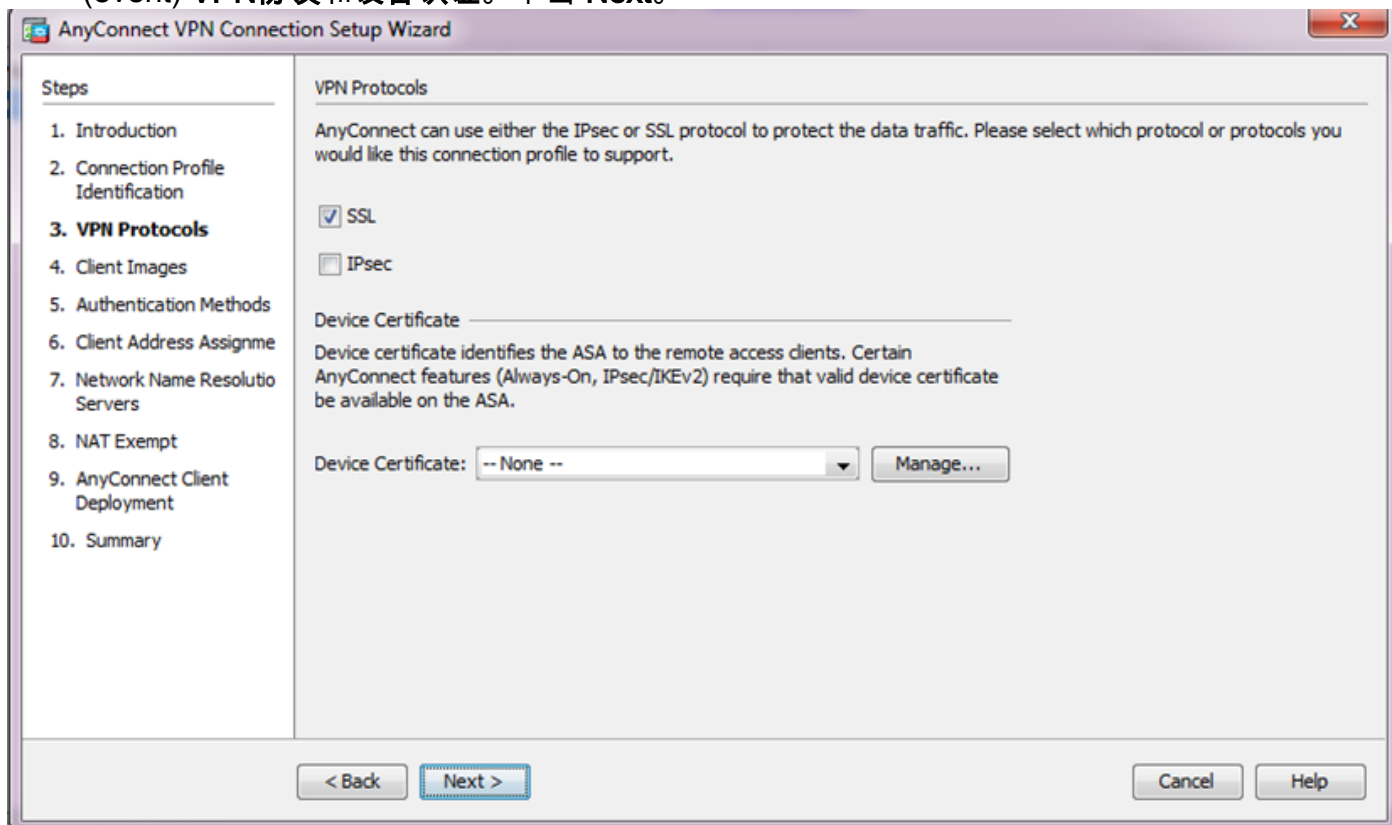 AnyConnect VPN Connection Setup Wizard
Steps
1. Introduction
2. Connection Profile
Identification
3. VPN Protocols
4. Client Images
5. Authentication Methods
6. Client Address Assignme
7. Network Name Resolutio
Servers
8. NAT Exempt
9. AnyConnect Client
Deployment
10. Summary
VPN Protocols
AnyConnect can use either the IPsec or SSL protocol to protect the data traffic. Please select which protocol or protocols you
would like this connection profile to support.
SSL
IPsec
Device Certificate
Device certificate identifies the ASA to the remote access clients. Certain
AnyConnect features (Always-On, IPsec/IKEv2) require that valid device certificate
be available on the ASA.
Device Certificate: -- None -- Manage...
< Back Next > Cancel Help